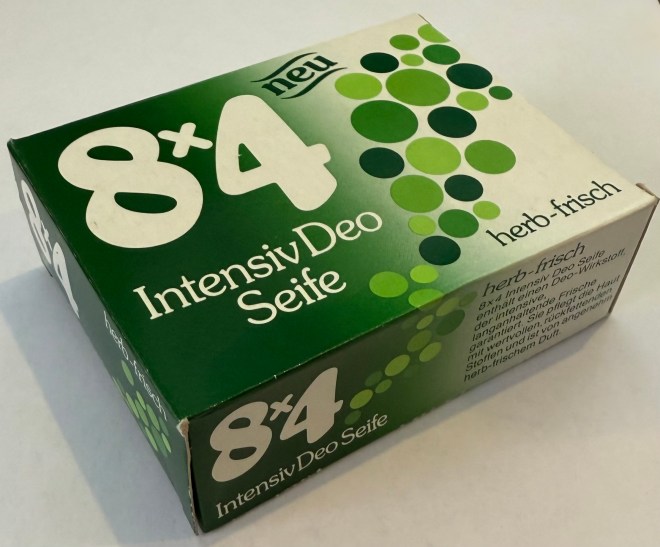 neu
8x4
Intensiv Deo
Seife
herb-frisch
8x4
herb-frisch
8x4
Intensiv Deo Seife
herb-frisch
8x4 Intensiv Deo Seife
enthält einen Deo-Wirkstoff,
der intensive,
langanhaltende Frische
garantiert. Sie pflegt die Haut
mit wertvollen, rückfettenden
Stoffen und ist von angenehm
herb-frischem Duft.